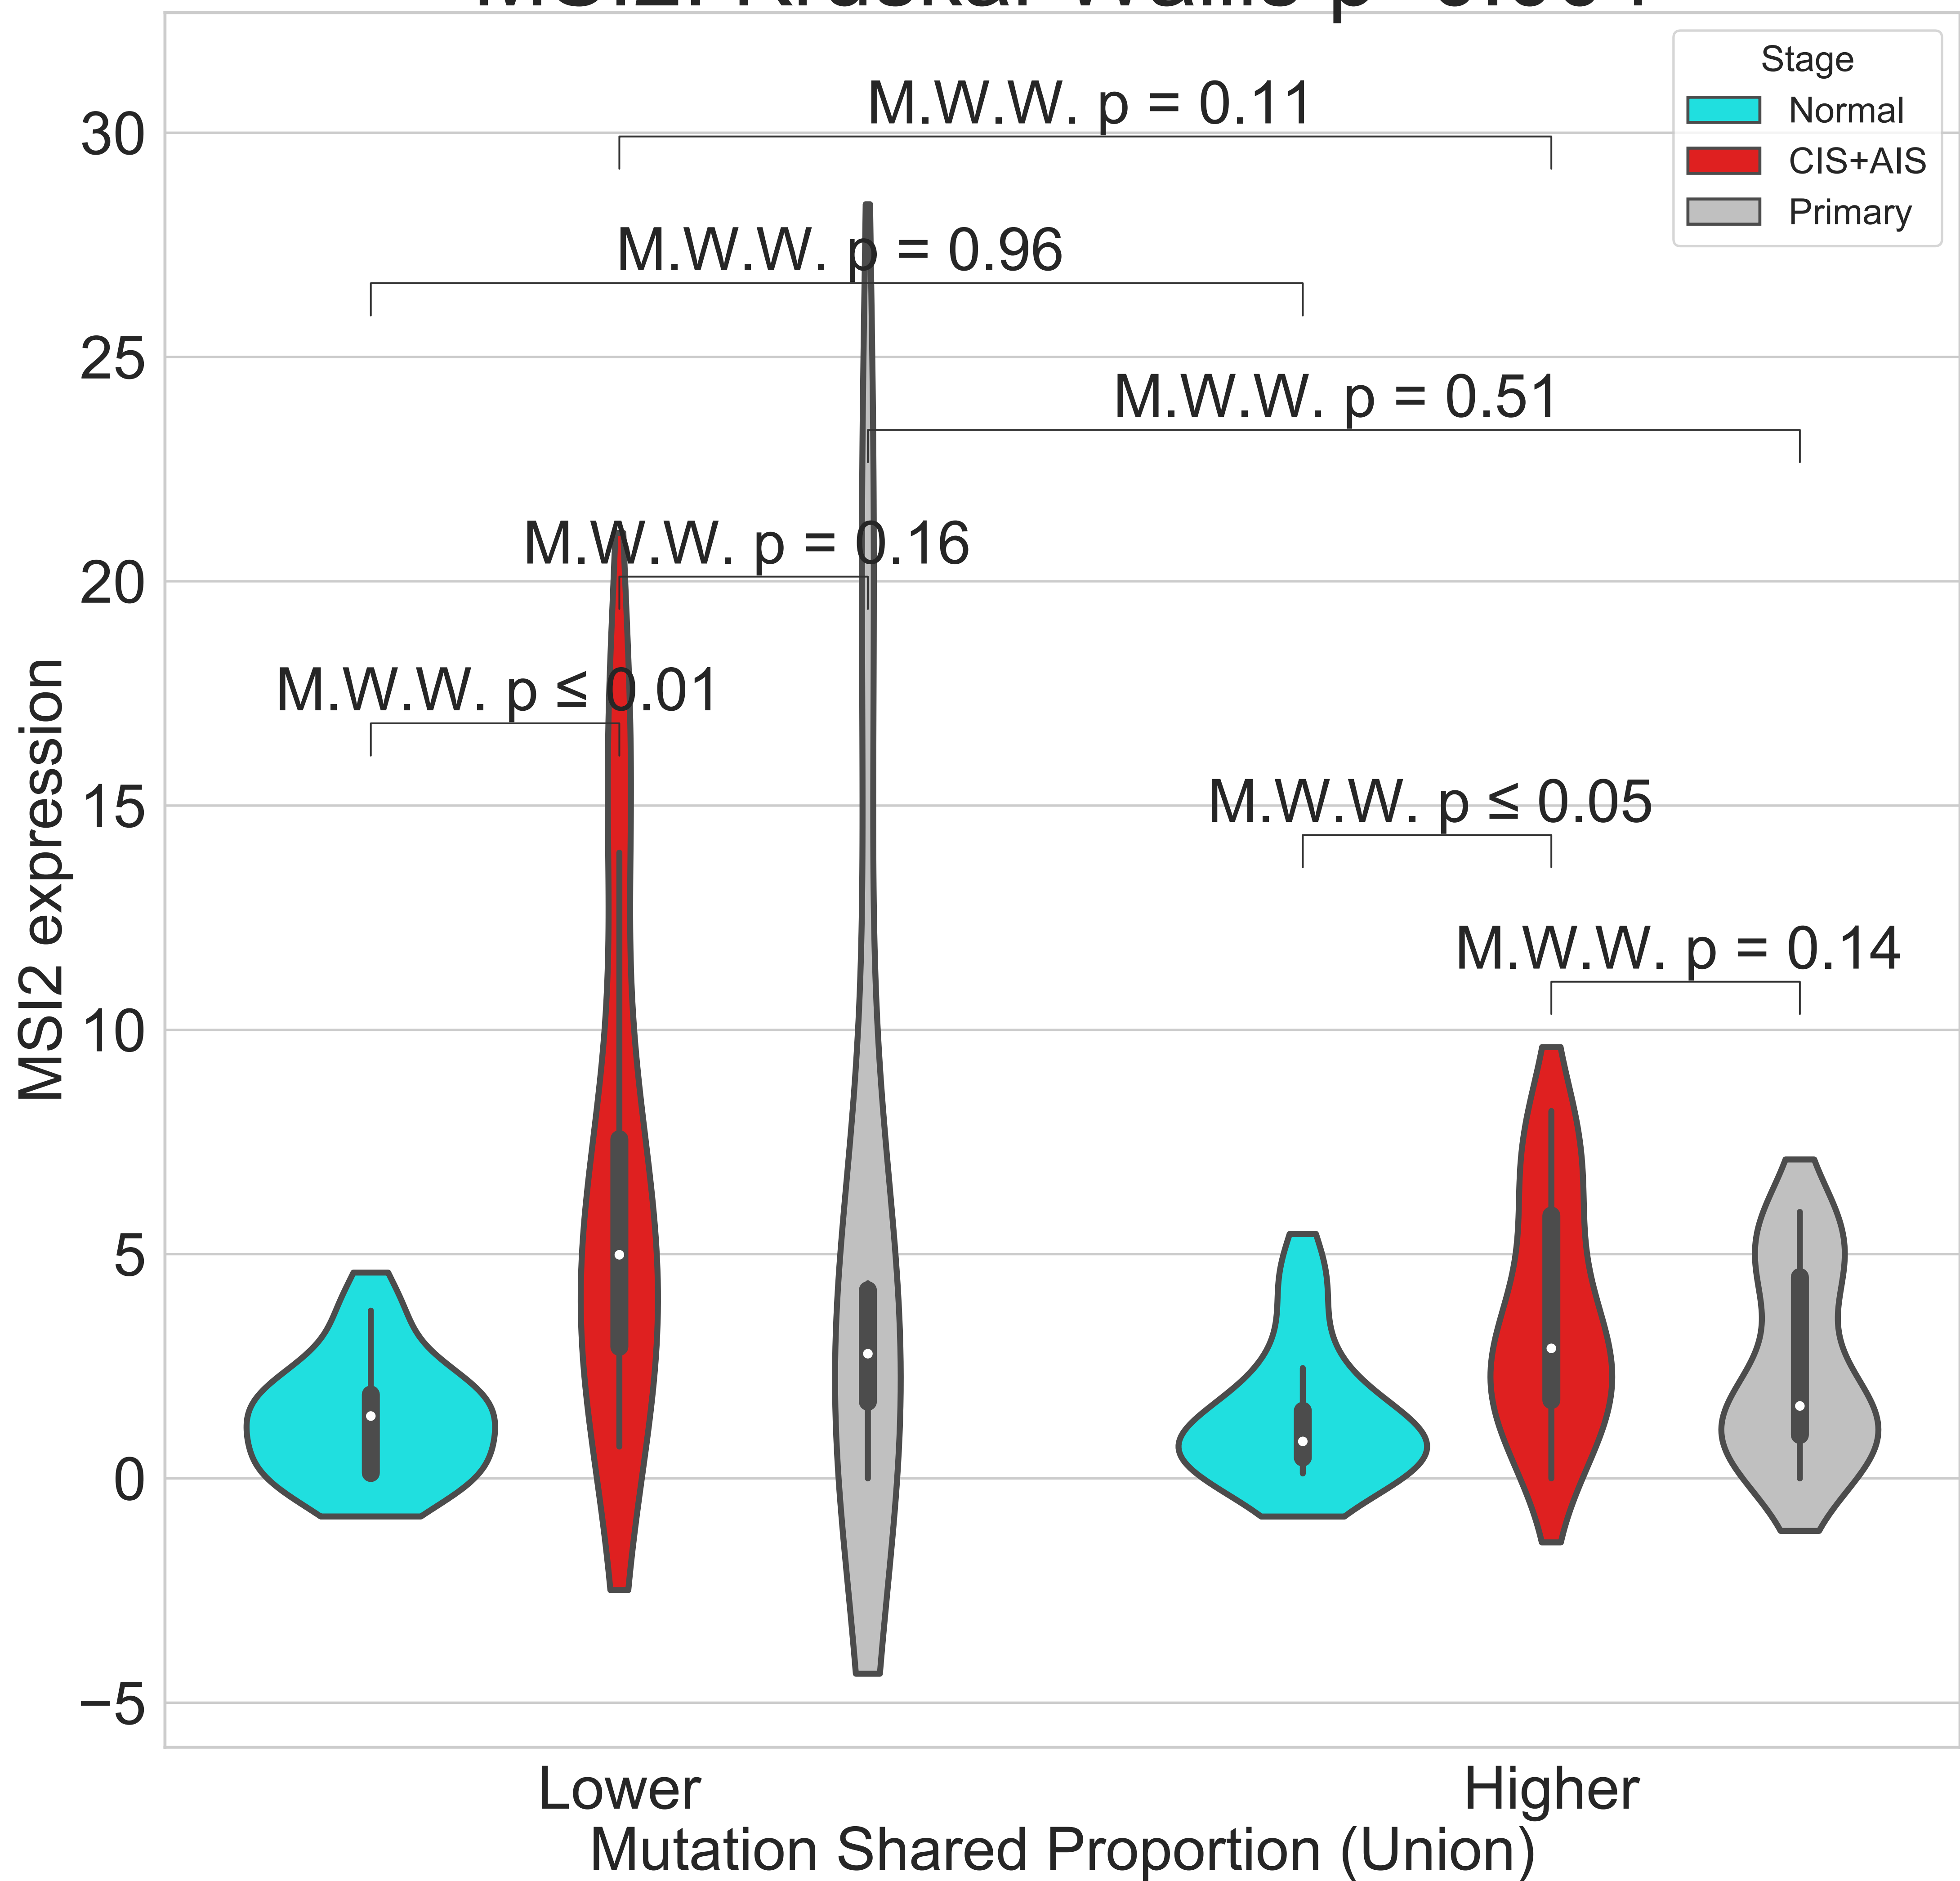 Stage
Normal
CIS+AIS
Primary
M.W.W. p = 0.11
M.W.W. p = 0.96
M.W.W. p = 0.51
M.W.W. p = 0.16
M.W.W. p ≤ 0.01
M.W.W. p ≤ 0.05
M.W.W. p = 0.14
30
25
20
15
10
5
0
−5
MSI2 expression
Lower
Higher
Mutation Shared Proportion (Union)